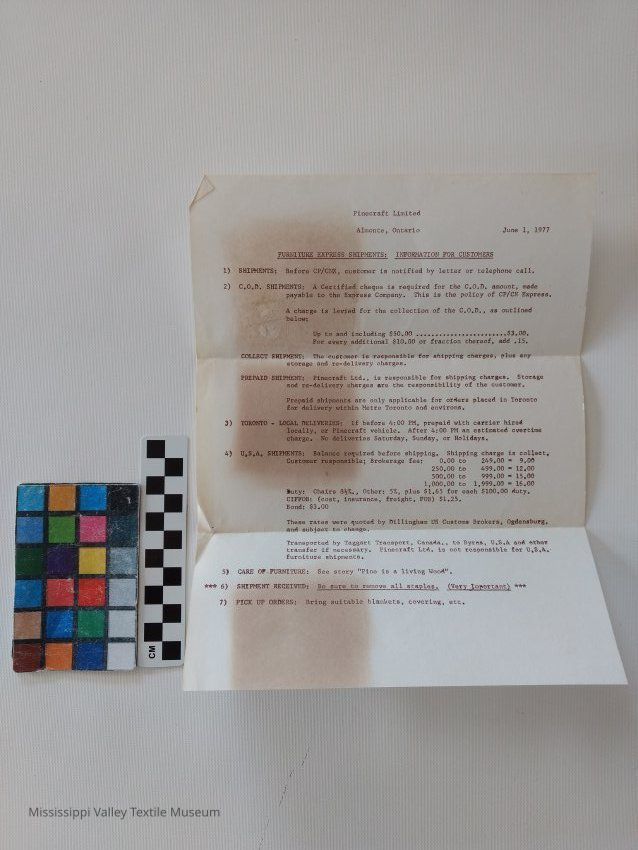 Pinecraft Limited
Almonte, Ontario June 1, 1977
FURNITURE EXPRESS SHIPMENTS: INFORMATION FOR CUSTOMERS
1) SHIPMENTS: Before CP/CNX, customer is notified by letter or telephone call.
2) C.O.D. SHIPMENTS: A Certified cheque is required for the C.O.D. amount, made
payable to the Express Company. This is the policy of CP/CN Express.
A charge is levied for the collection of the C.O.D., as outlined
below:
Up to and including $50.00 ........................$3.00.
For every additional $10.00 or fraction thereof, add .15.
COLLECT SHIPMENT: The customer is responsible for shipping charges, plus any
storage and re-delivery charges.
PREPAID SHIPMENT: Pinecraft Ltd., is responsible for shipping charges. Storage
and re-delivery charges are the responsibility of the customer.
Prepaid shipments are only applicable for orders placed in Toronto
for delivery within Metro Toronto and environs.
3) TORONTO - LOCAL DELIVERIES: If before 4:00 PM, prepaid with carrier hired
locally, or Pinecraft vehicle. After 4:00 PM an estimated overtime
charge. No deliveries Saturday, Sunday, or Holidays.
4) U.S.A. SHIPMENTS: Balance required before shipping. Shipping charge is collect,
Customer responsible; Brokerage fee; 0.00 to 249.00 = 9.00
250.00 to 499.00 = 12.00
500.00 to 999.00 = 15.00
1,000.00 to 1,999.00 = 16.00
Duty: Chairs 8½%, Other: 5%, plus $1.65 for each $100.00 duty.
CIFFOB: (cost, insurance, freight, FOB) $1.25.
Bond: $3.00
These rates were quoted by Dillingham US Customs Brokers, Ogdensburg,
and subject to change.
Transported by Taggart Transport, Canada., to Byrns, U.S.A and other
transfer if necessary. Pinecraft Ltd. is not responsible for U.S.A.
furniture shipments.
5) CARE OF FURNITURE: See story "Pine is a living Wood".
*** 6) SHIPMENT RECEIVED: Be sure to remove all staples. (Very Important) ***
7) PICK UP ORDERS: Bring suitable blankets, covering, etc.
CM
Mississippi Valley Textile Museum